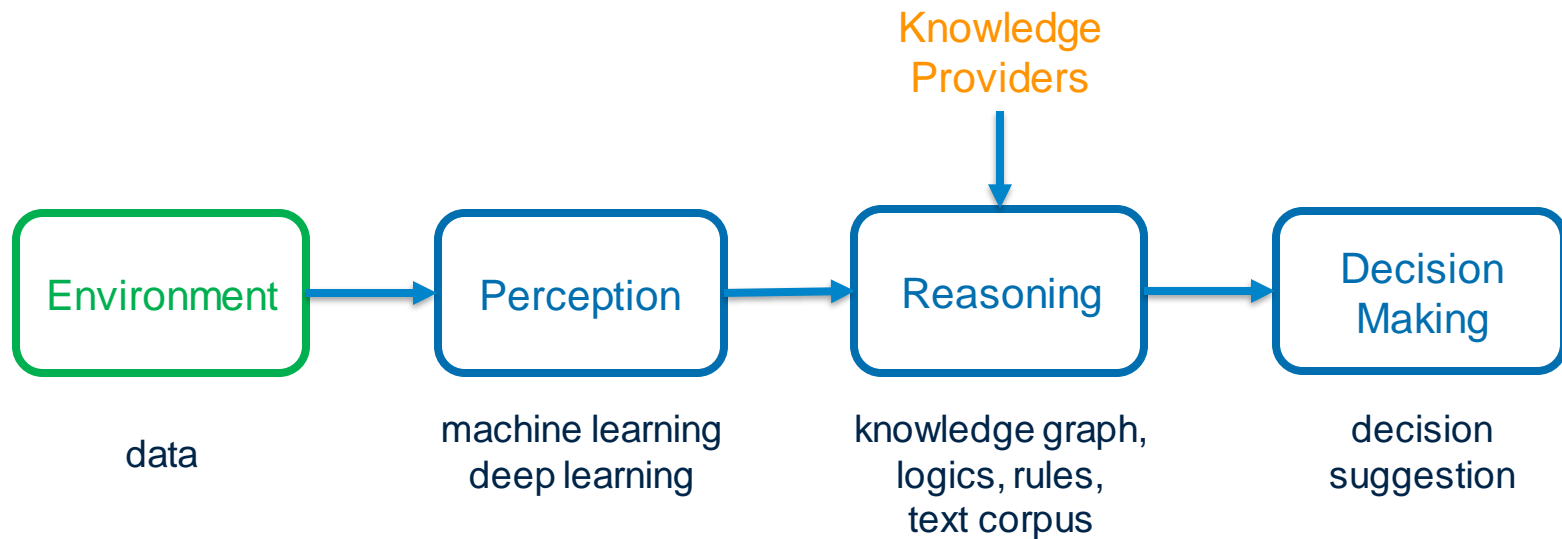 Knowledge
Providers
Environment
Perception
Reasoning
Decision
Making
data
machine learning
deep learning
knowledge graph,
logics, rules,
text corpus
decision
suggestion